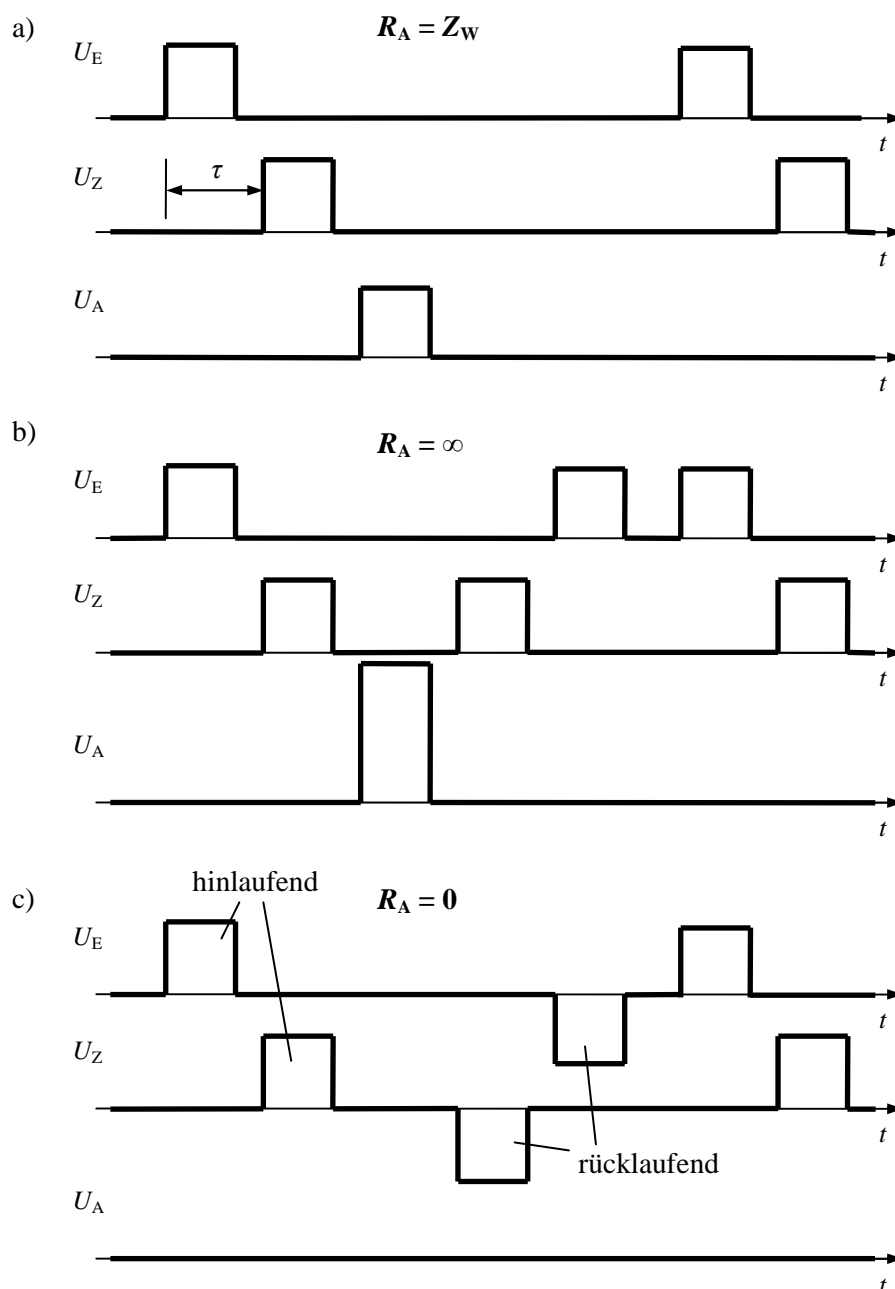 a)
R_A = Z_W
U_E
t
U_Z
τ
t
U_A
t
b)
R_A = ∞
U_E
t
U_Z
t
U_A
t
hinlaufend
c)
R_A = 0
U_E
t
U_Z
t
rücklaufend
U_A
t